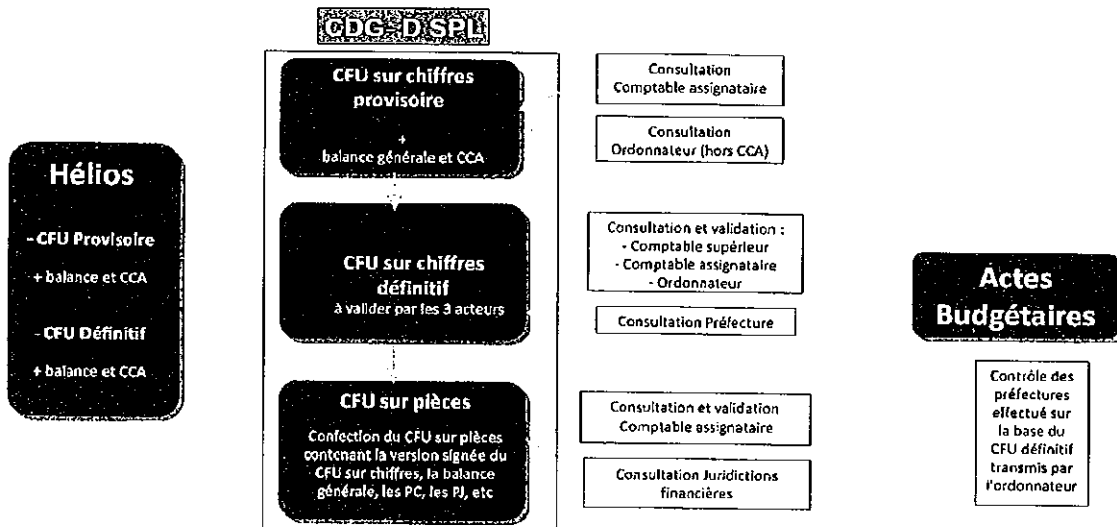 CDG-D SPL
Hélios
- CFU Provisoire
+ balance et CCA
- CFU Définitif
+ balance et CCA
CFU sur chiffres
provisoire
+
balance générale et CCA
CFU sur chiffres
définitif
à valider par les 3 acteurs
CFU sur pièces
Confection du CFU sur pièces
contenant la version signée du
CFU sur chiffres, la balance
générale, les PC, les PJ, etc
Consultation
Comptable assignataire
Consultation
Ordonnateur (hors CCA)
Consultation et validation :
- Comptable supérieur
- Comptable assignataire
- Ordonnateur
Consultation Préfecture
Consultation et validation
Comptable assignataire
Consultation Juridictions
financières
Actes
Budgétaires
Contrôle des
préfectures
effectué sur
la base du
CFU définitif
transmis par
l'ordonnateur